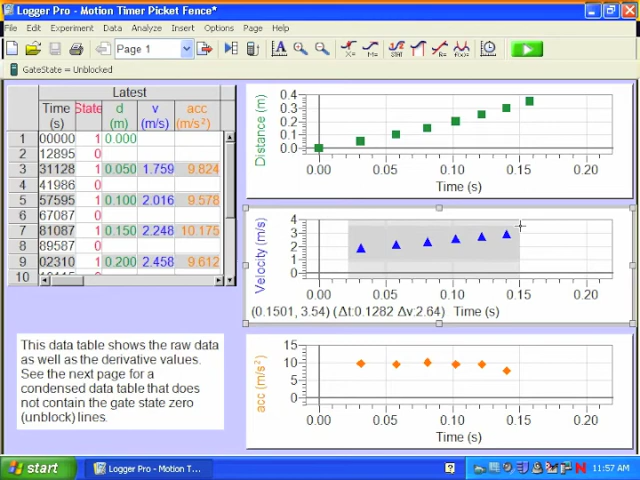 Logger Pro - Motion Timer Picket Fence*
File Edit Experiment Data Analyze Insert Options Page Help
Page 1
GateState = Unblocked
Latest
Time (s) State d (m) v (m/s) acc (m/s²)
1 00000 1 0.000
2 12895 0
3 31128 1 0.050 1.759 9.824
4 41986 0
5 57595 1 0.100 2.016 9.578
6 67087 0
7 81087 1 0.150 2.248 10.175
8 89587 0
9 02310 1 0.200 2.458 9.612
10
This data table shows the raw data
as well as the derivative values.
See the next page for a
condensed data table that does
not contain the gate state zero
(unblock) lines.
Distance (m)
0.4
0.3
0.2
0.1
0.0
0.00 0.05 0.10 0.15 0.20
Time (s)
Velocity (m/s)
4
3
2
1
0
0.00 0.05 0.10 0.15 0.20
(0.1501, 3.54) (Δt:0.1282 Δv:2.64) Time (s)
acc (m/s²)
15
10
5
0
0.00 0.05 0.10 0.15 0.20
Time (s)
start
Logger Pro - Motion T...
11:57 AM